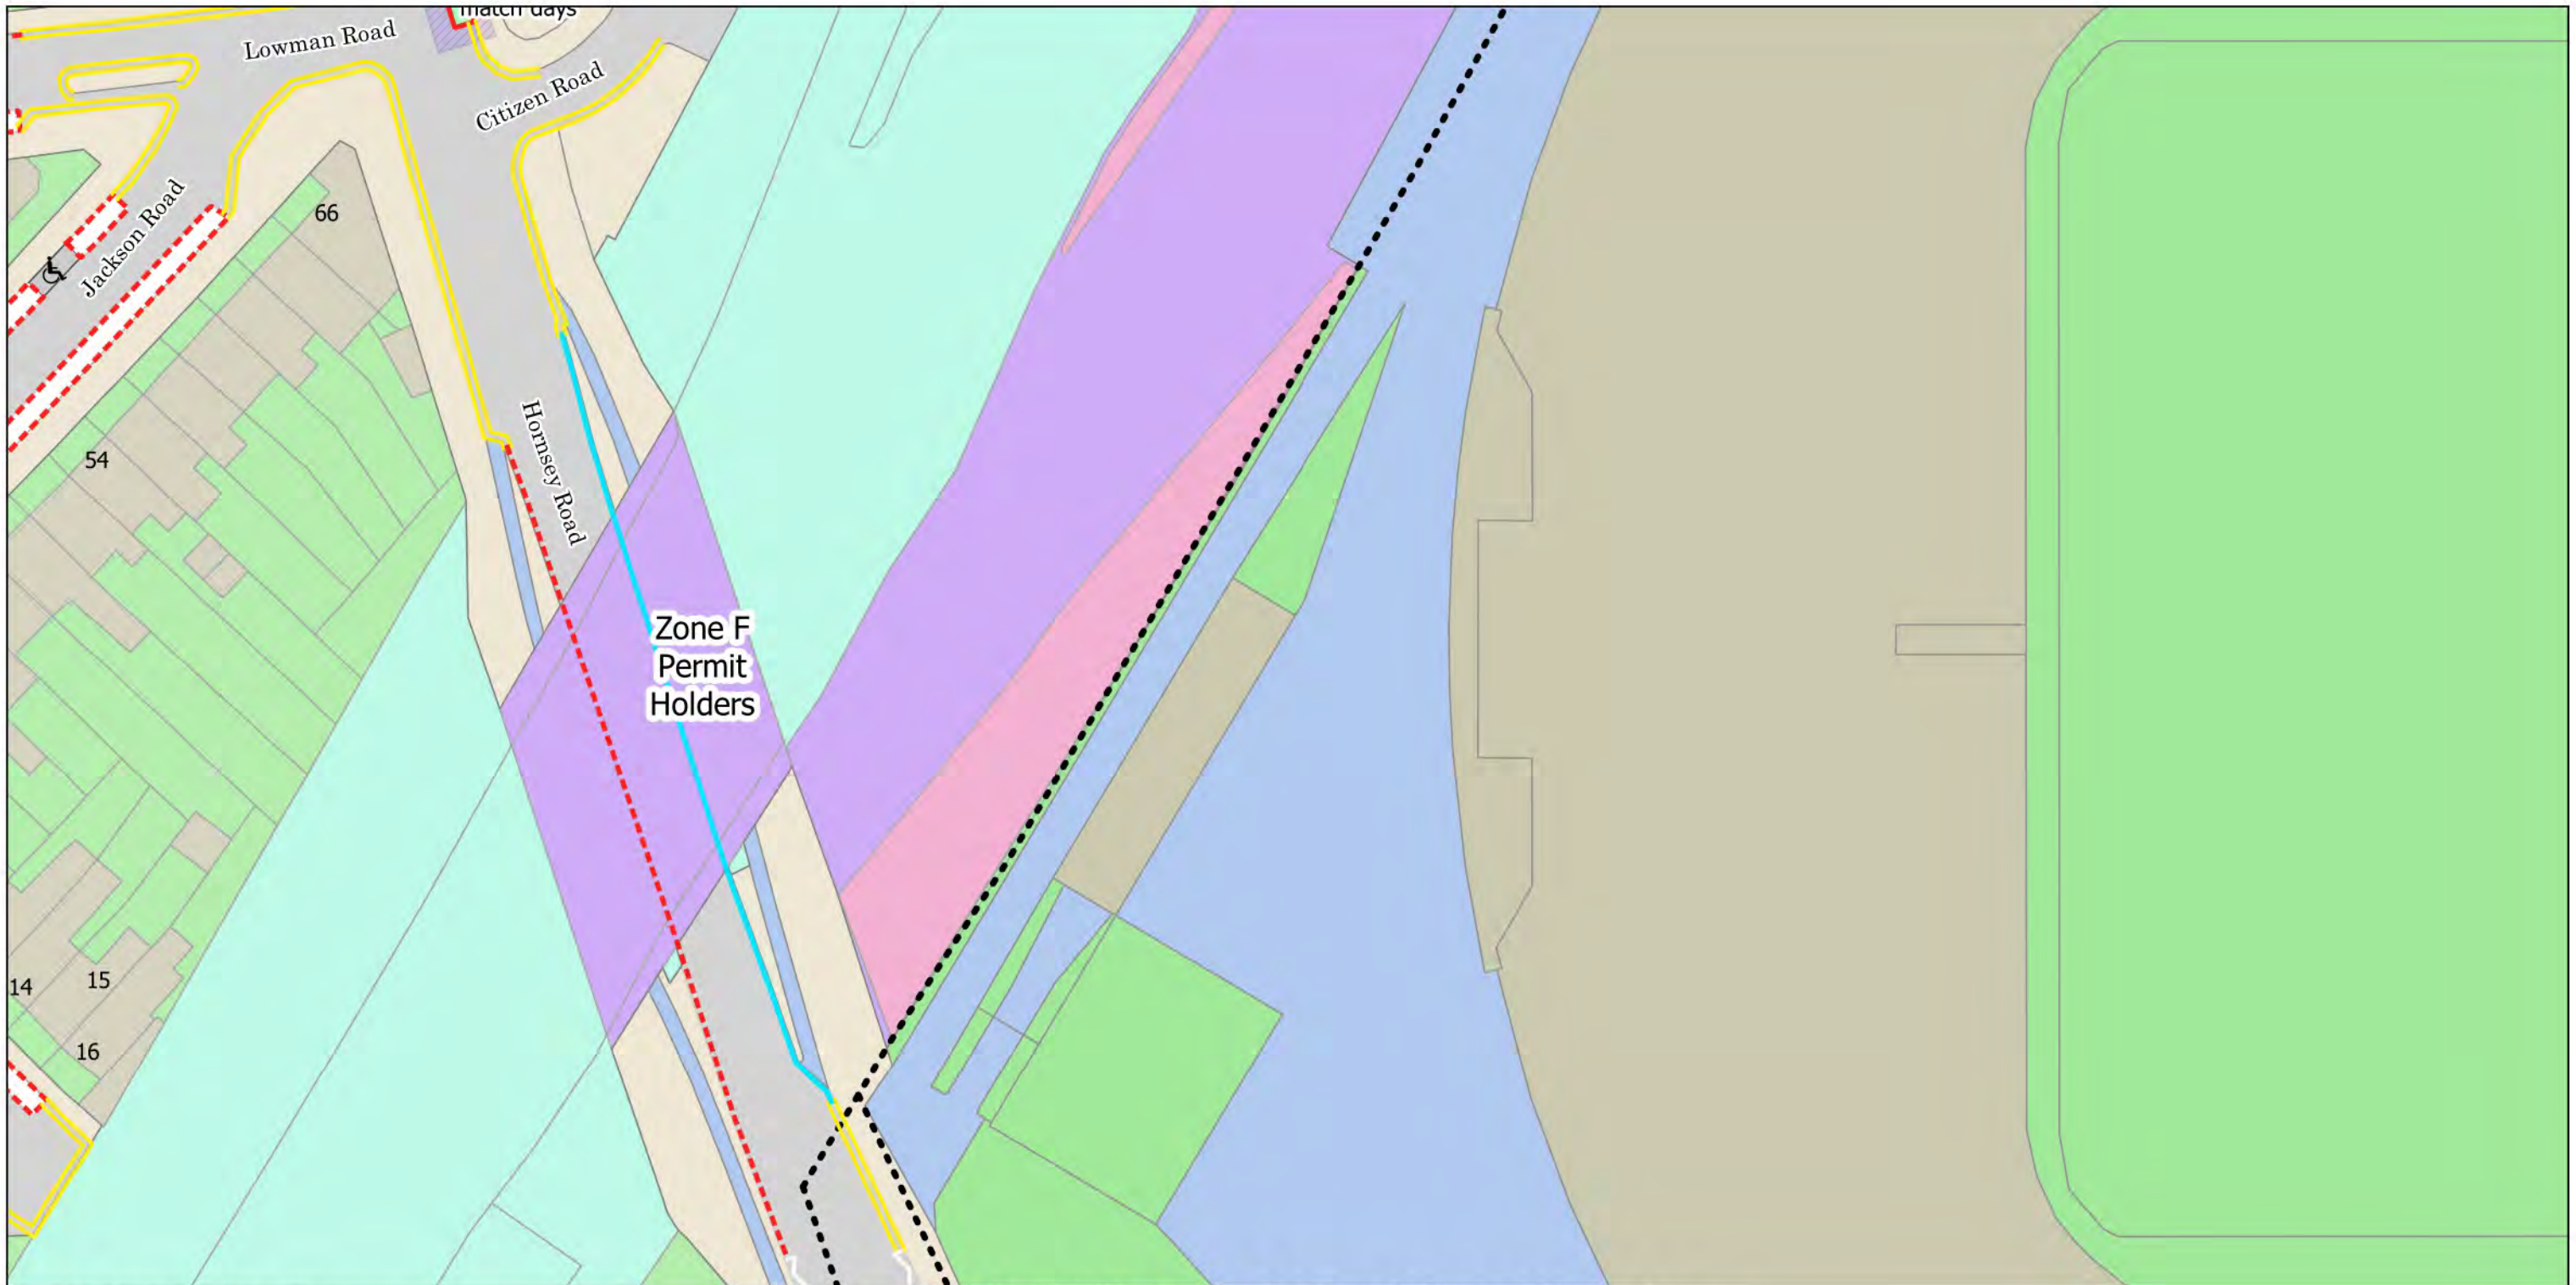 match days
Lowman Road
Citizen Road
Jackson Road
66
54
Hornsey Road
Zone F
Permit
Holders
14
15
16